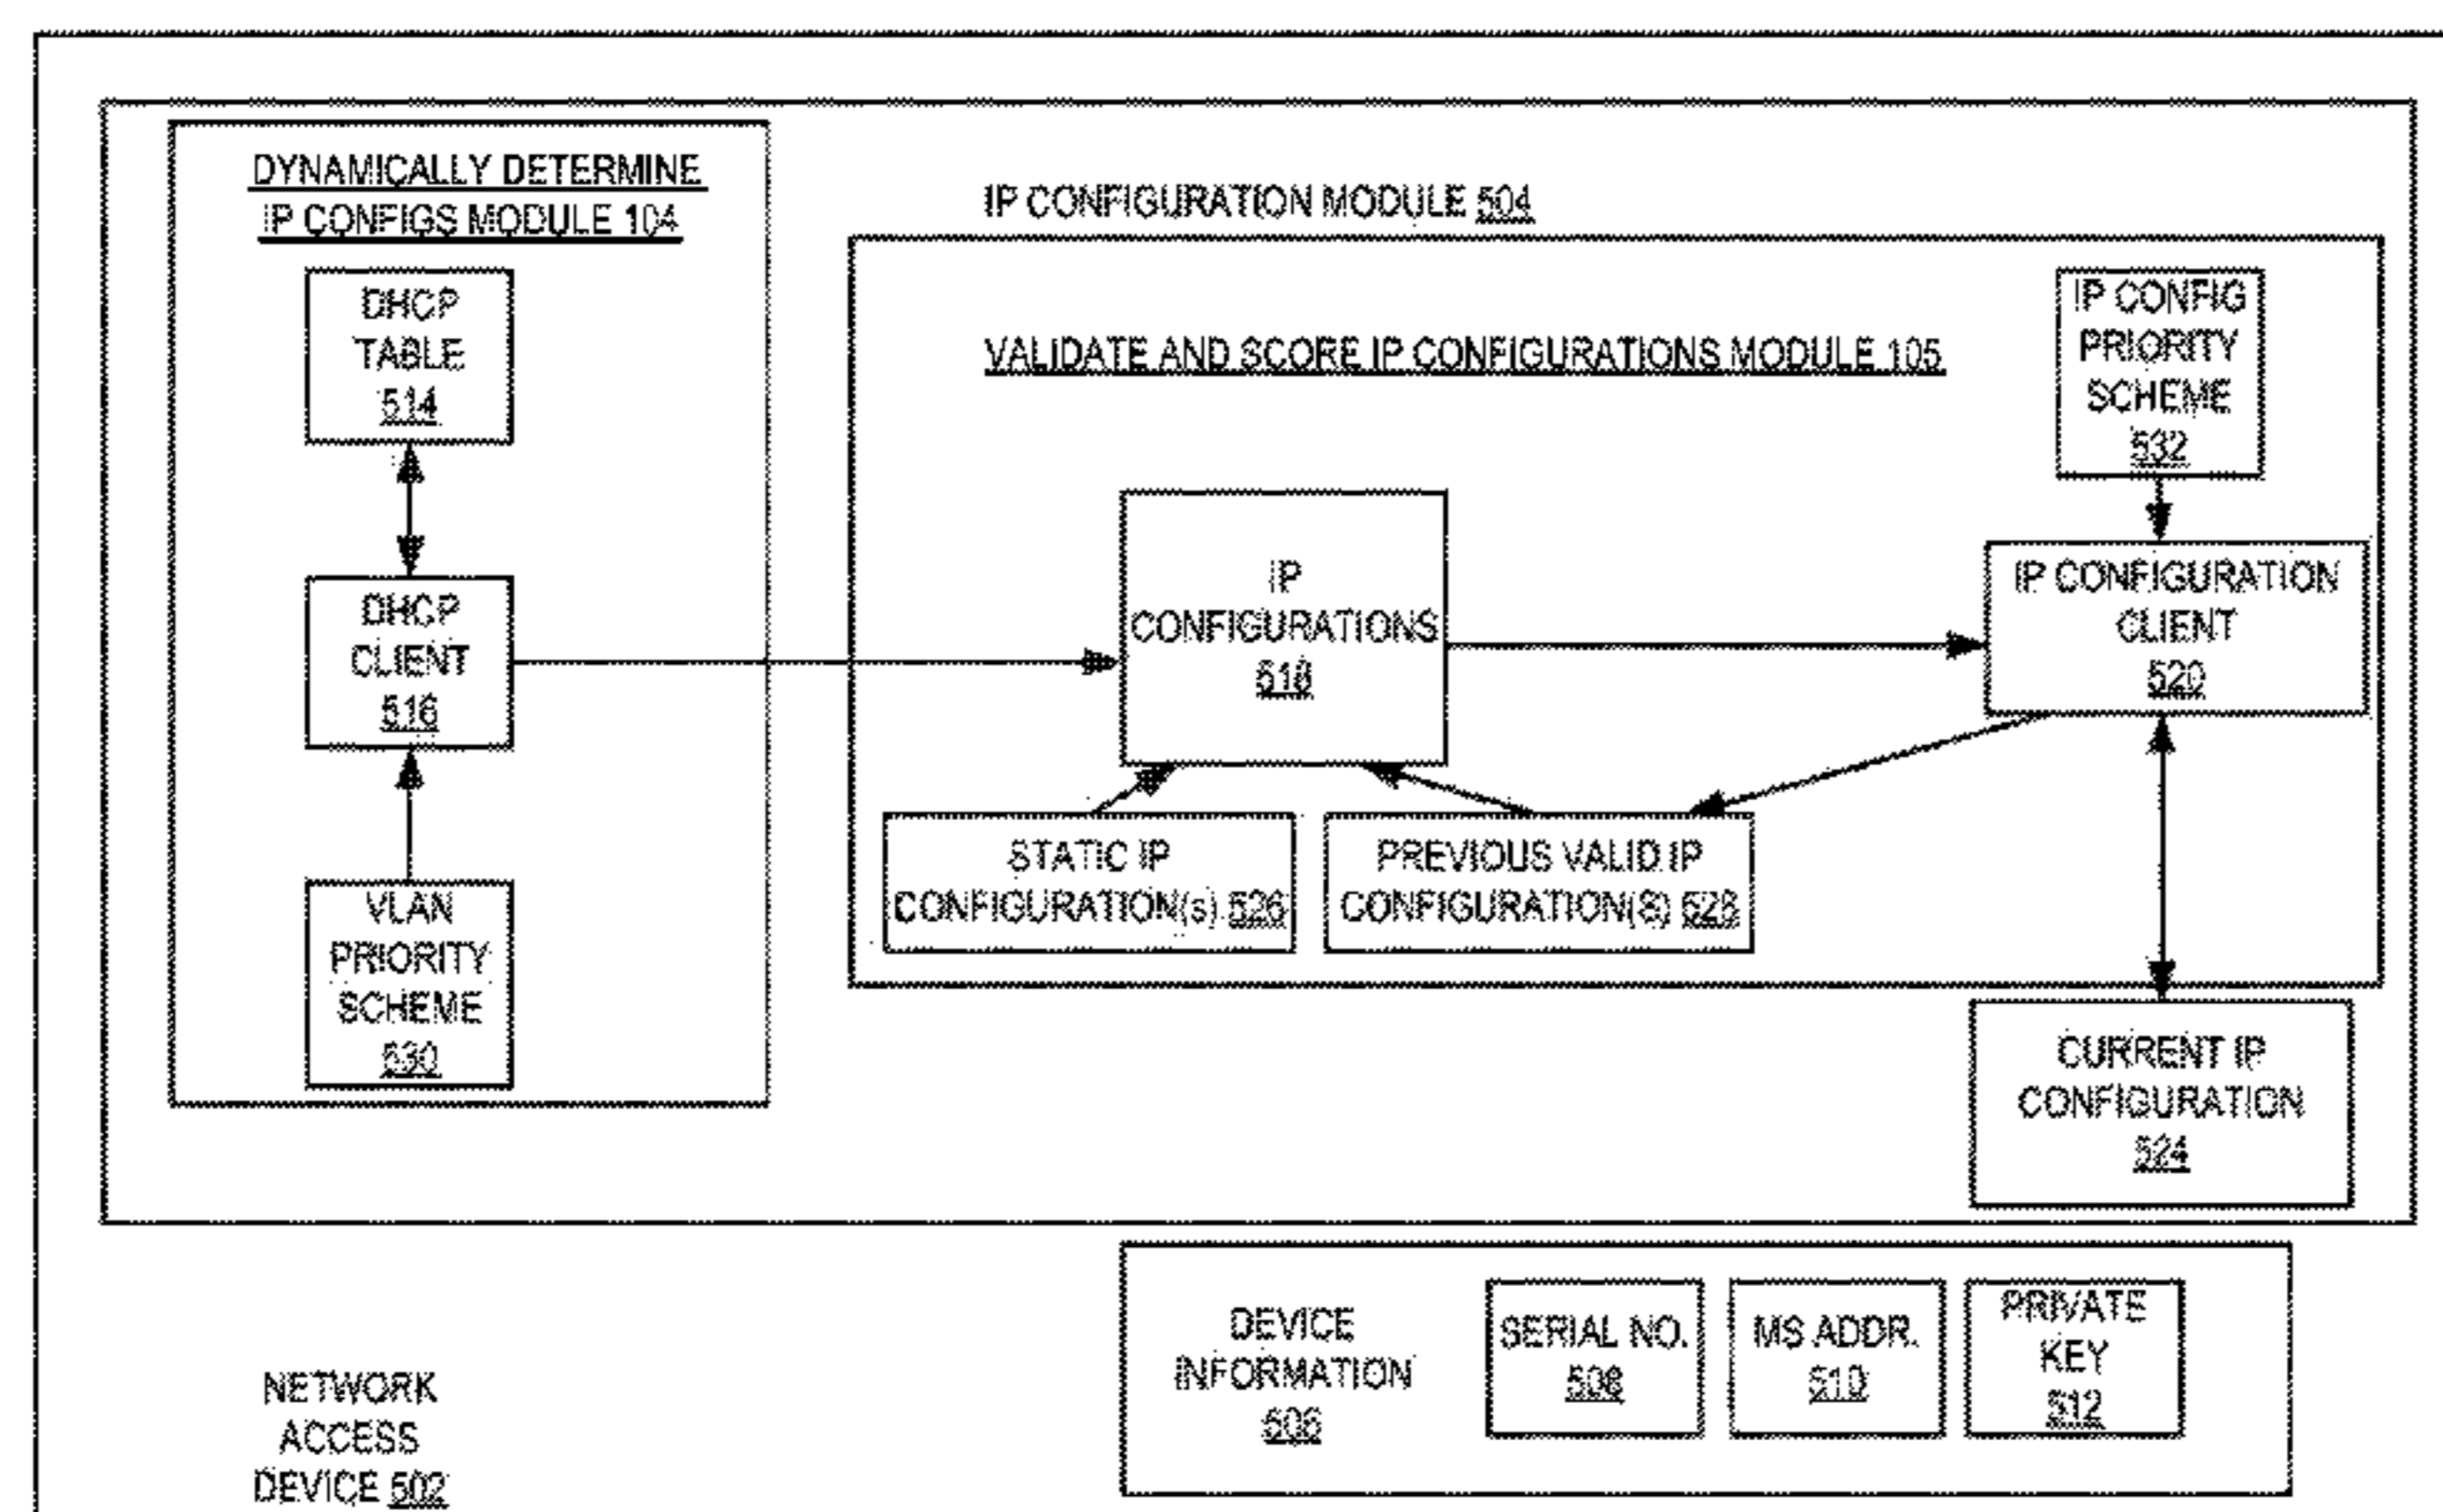 DYNAMICALLY DETERMINE
IP CONFIGS MODULE 104
DHCP
TABLE
514
DHCP
CLIENT
516
VLAN
PRIORITY
SCHEME
530
IP CONFIGURATION MODULE 504
VALIDATE AND SCORE IP CONFIGURATIONS MODULE 105
IP CONFIG
PRIORITY
SCHEME
532
IP
CONFIGURATIONS
518
IP CONFIGURATION
CLIENT
520
STATIC IP
CONFIGURATION(s) 526
PREVIOUS VALID IP
CONFIGURATION(S) 528
CURRENT IP
CONFIGURATION
524
DEVICE
INFORMATION
506
SERIAL NO.
508
MS ADDR.
510
PRIVATE
KEY
512
NETWORK
ACCESS
DEVICE 502